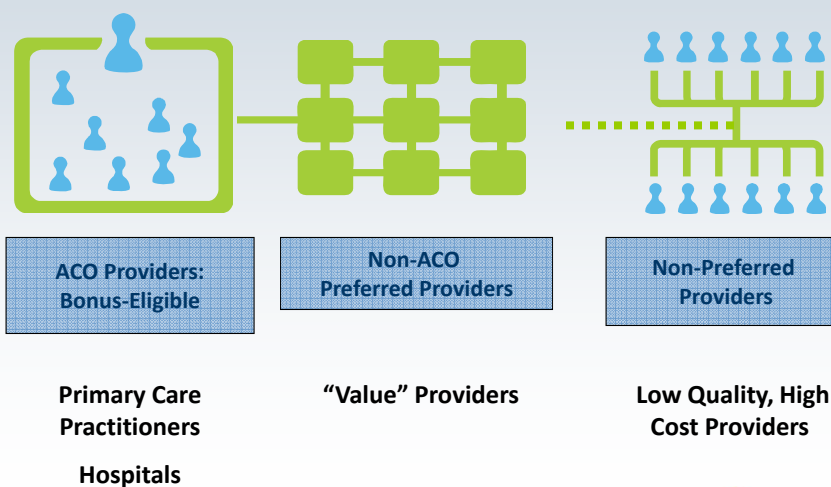 ACO Providers:
Bonus-Eligible
Non-ACO
Preferred Providers
Non-Preferred
Providers
Primary Care
Practitioners
Hospitals
“Value” Providers
Low Quality, High
Cost Providers